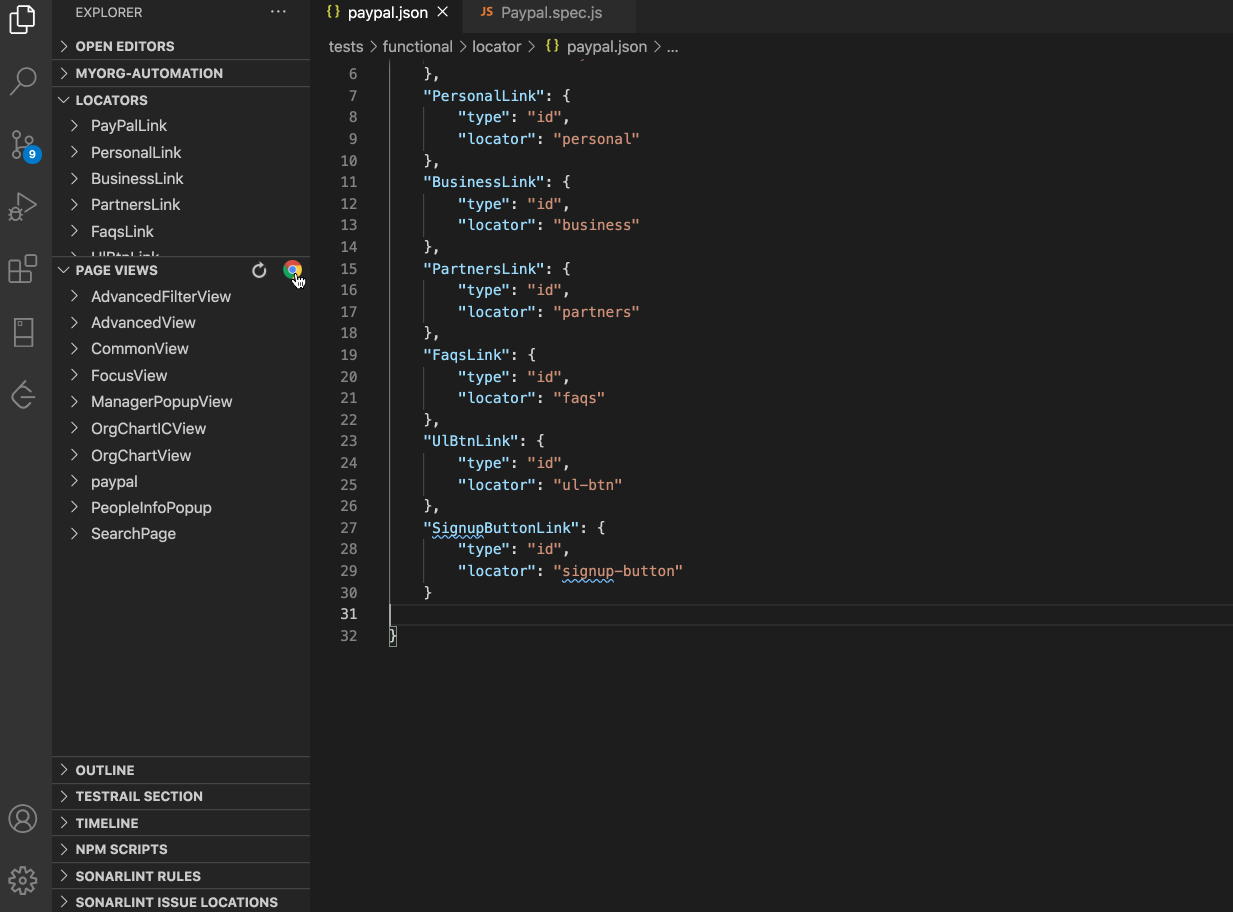 EXPLORER
···
OPEN EDITORS
MYORG-AUTOMATION
LOCATORS
PayPalLink
PersonalLink
BusinessLink
PartnersLink
FaqsLink
UlBtnLink
PAGE VIEWS
AdvancedFilterView
AdvancedView
CommonView
FocusView
ManagerPopupView
OrgChartICView
OrgChartView
paypal
PeopleInfoPopup
SearchPage
OUTLINE
TESTRAIL SECTION
TIMELINE
NPM SCRIPTS
SONARLINT RULES
SONARLINT ISSUE LOCATIONS
9
{} paypal.json ×
JS Paypal.spec.js
tests > functional > locator > {} paypal.json > ...
6 },
7 "PersonalLink": {
8 "type": "id",
9 "locator": "personal"
10 },
11 "BusinessLink": {
12 "type": "id",
13 "locator": "business"
14 },
15 "PartnersLink": {
16 "type": "id",
17 "locator": "partners"
18 },
19 "FaqsLink": {
20 "type": "id",
21 "locator": "faqs"
22 },
23 "UlBtnLink": {
24 "type": "id",
25 "locator": "ul-btn"
26 },
27 "SignupButtonLink": {
28 "type": "id",
29 "locator": "signup-button"
30 }
31
32 }